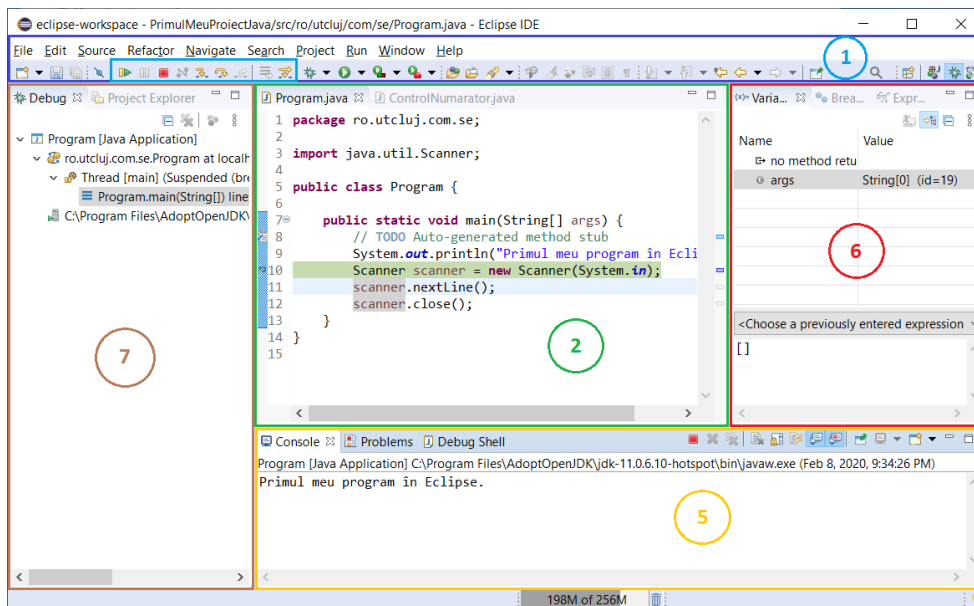 eclipse-workspace - PrimulMeuProiectJava/src/ro/utcluj/com/se/Program.java - Eclipse IDE
File Edit Source Refactor Navigate Search Project Run Window Help
1
Debug Project Explorer
Program [Java Application]
ro.utcluj.com.se.Program at localh
Thread [main] (Suspended (bre
Program.main(String[]) line
C:\Program Files\AdoptOpenJDK\
7
Program.java ControlNumarator.java
1 package ro.utcluj.com.se;
2
3 import java.util.Scanner;
4
5 public class Program {
6
7 public static void main(String[] args) {
8 // TODO Auto-generated method stub
9 System.out.println("Primul meu program în Ecli
10 Scanner scanner = new Scanner(System.in);
11 scanner.nextLine();
12 scanner.close();
13 }
14 }
15
2
(x)= Varia... Brea... Expr...
Name Value
no method retu
args String[0] (id=19)
6
<Choose a previously entered expression
[]
Console Problems Debug Shell
Program [Java Application] C:\Program Files\AdoptOpenJDK\jdk-11.0.6.10-hotspot\bin\javaw.exe (Feb 8, 2020, 9:34:26 PM)
Primul meu program în Eclipse.
5
198M of 256M